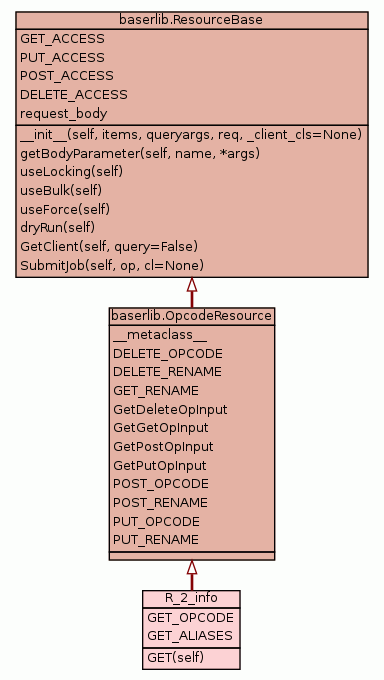 baserlib.ResourceBase
GET_ACCESS
PUT_ACCESS
POST_ACCESS
DELETE_ACCESS
request_body
__init__(self, items, queryargs, req, _client_cls=None)
getBodyParameter(self, name, *args)
useLocking(self)
useBulk(self)
useForce(self)
dryRun(self)
GetClient(self, query=False)
SubmitJob(self, op, cl=None)
baserlib.OpcodeResource
__metaclass__
DELETE_OPCODE
DELETE_RENAME
GET_RENAME
GetDeleteOpInput
GetGetOpInput
GetPostOpInput
GetPutOpInput
POST_OPCODE
POST_RENAME
PUT_OPCODE
PUT_RENAME
R_2_info
GET_OPCODE
GET_ALIASES
GET(self)